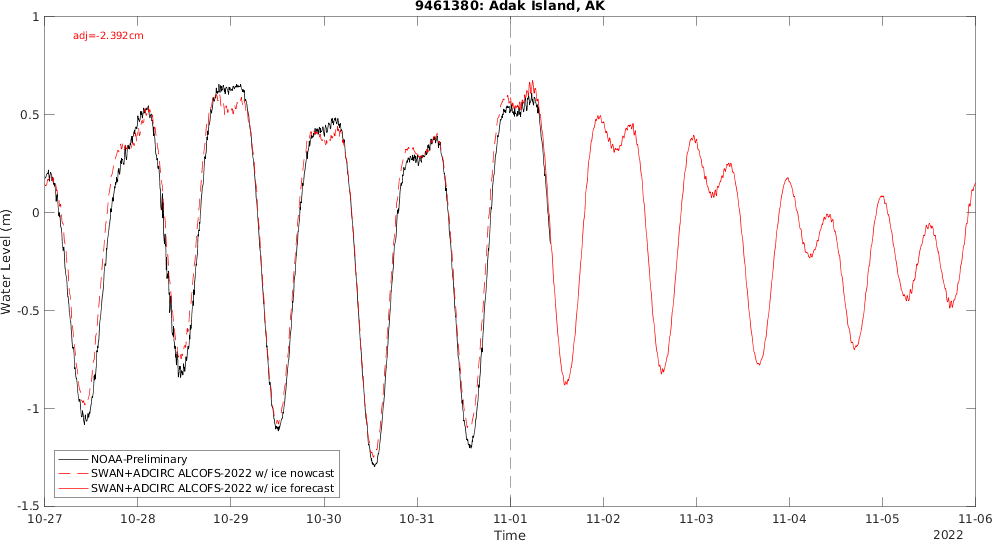 9461380: Adak Island, AK
adj=-2.392cm
1
0.5
0
-0.5
-1
-1.5
Water Level (m)
NOAA-Preliminary
SWAN+ADCIRC ALCOFS-2022 w/ ice nowcast
SWAN+ADCIRC ALCOFS-2022 w/ ice forecast
10-27 10-28 10-29 10-30 10-31 11-01 11-02 11-03 11-04 11-05 11-06
Time
2022